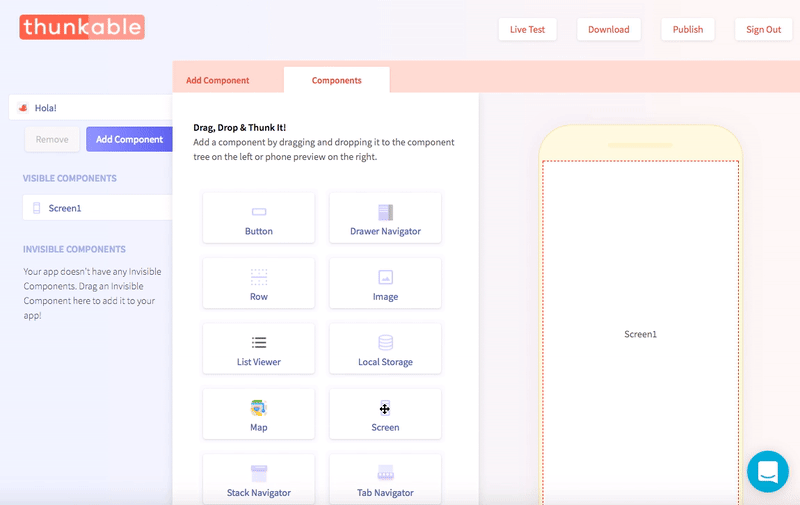 thunkable
Live Test
Download
Publish
Sign Out
Add Component
Components
Hola!
Remove
Add Component
VISIBLE COMPONENTS
Screen1
INVISIBLE COMPONENTS
Your app doesn't have any Invisible
Components. Drag an Invisible
Component here to add it to your
app!
Drag, Drop & Thunk It!
Add a component by dragging and dropping it to the component
tree on the left or phone preview on the right.
Button
Drawer Navigator
Row
Image
List Viewer
Local Storage
Map
Screen
Stack Navigator
Tab Navigator
Screen1